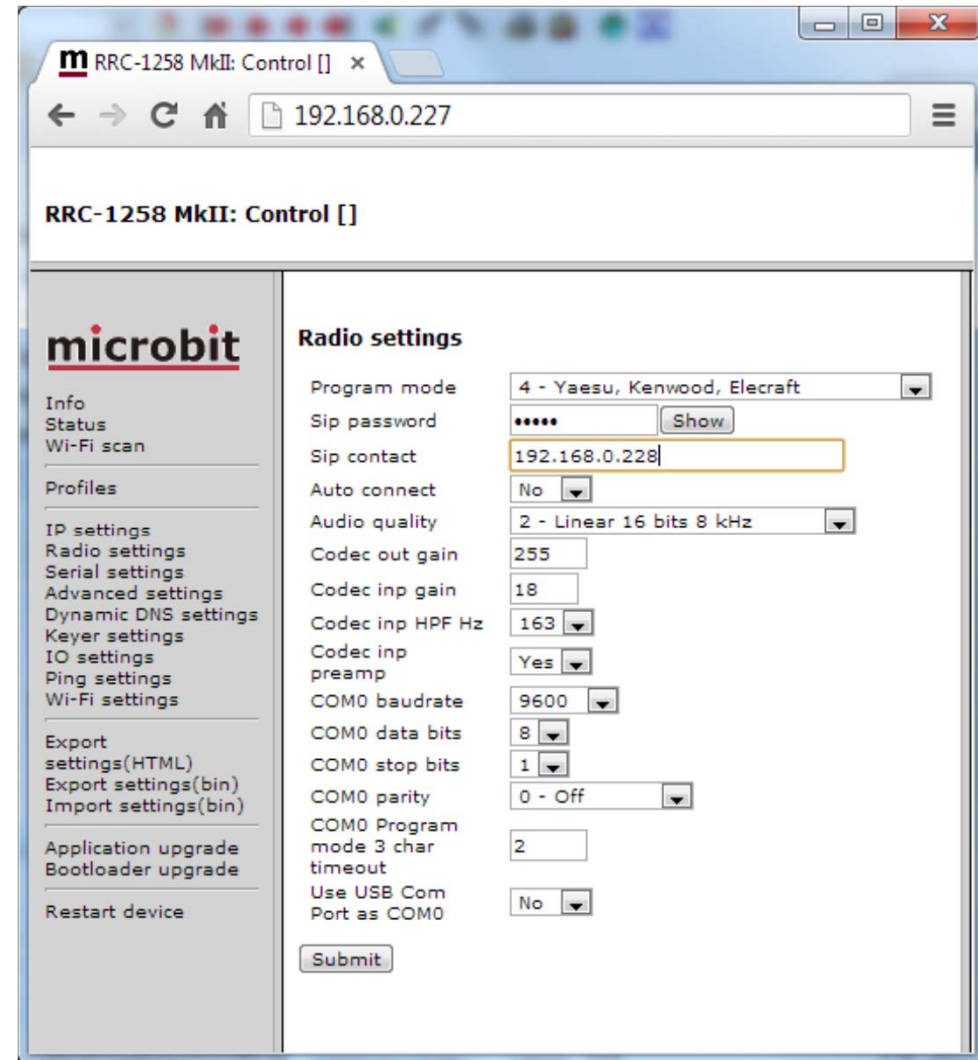 m RRC-1258 MkII: Control [] ×
192.168.0.227
RRC-1258 MkII: Control []
microbit
Info
Status
Wi-Fi scan
Profiles
IP settings
Radio settings
Serial settings
Advanced settings
Dynamic DNS settings
Keyer settings
IO settings
Ping settings
Wi-Fi settings
Export
settings(HTML)
Export settings(bin)
Import settings(bin)
Application upgrade
Bootloader upgrade
Restart device
Radio settings
Program mode 4 - Yaesu, Kenwood, Elecraft
Sip password ••••• Show
Sip contact 192.168.0.228
Auto connect No
Audio quality 2 - Linear 16 bits 8 kHz
Codec out gain 255
Codec inp gain 18
Codec inp HPF Hz 163
Codec inp
preamp Yes
COM0 baudrate 9600
COM0 data bits 8
COM0 stop bits 1
COM0 parity 0 - Off
COM0 Program
mode 3 char 2
timeout
Use USB Com
Port as COM0 No
Submit